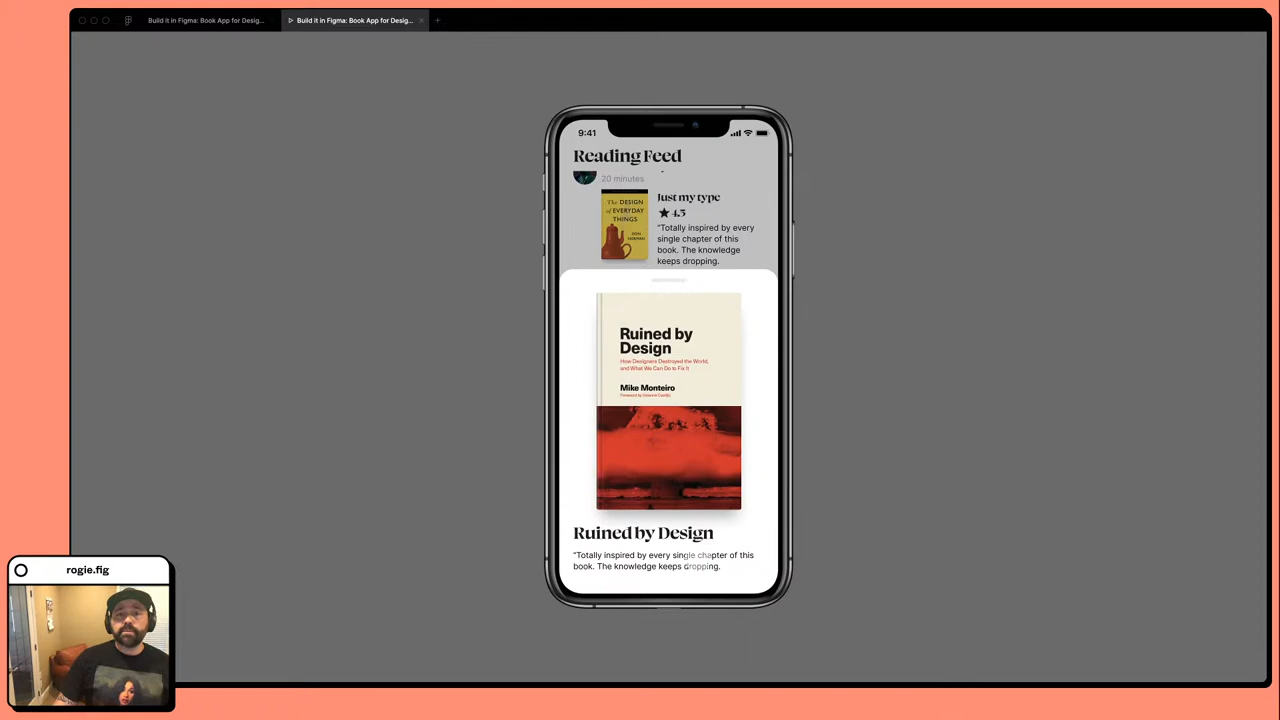 Build it in Figma: Book App for Desig...
Build it in Figma: Book App for Desig...
9:41
Reading Feed
20 minutes
Just my type
★ 4.5
The DESIGN
of EVERYDAY
THINGS
DON
NORMAN
"Totally inspired by every
single chapter of this
book. The knowledge
keeps dropping.
Ruined by
Design
How Designers Destroyed the World,
and What We Can Do to Fix It
Mike Monteiro
Ruined by Design
"Totally inspired by every single chapter of this
book. The knowledge keeps dropping.
rogie.fig